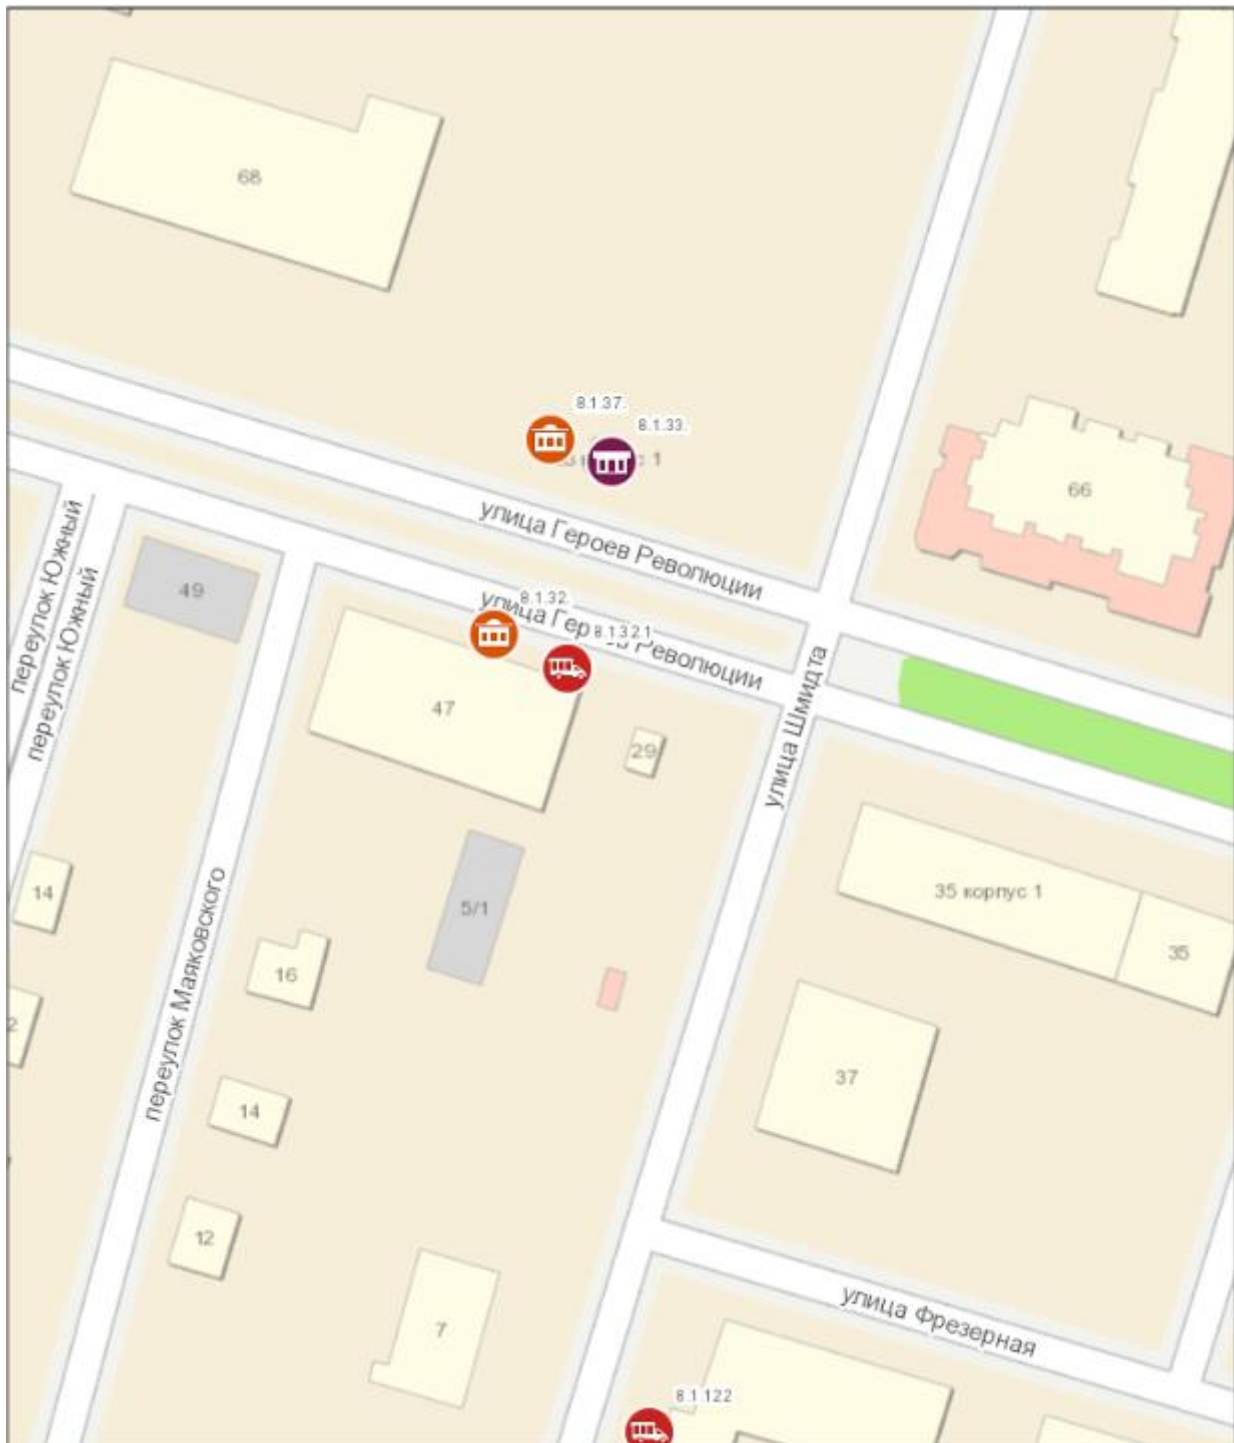 68
8.1.37.
8.1.33.
1
66
улица Героев Революции
переулок Южный
переулок Южный
49
8.1.32.
улица Революции
8.1.32.1
47
29
улица Шмидта
14
35 корпус 1
5/1
35
16
переулок Маяковского
2
37
14
12
улица Фрезерная
7
8.1.122